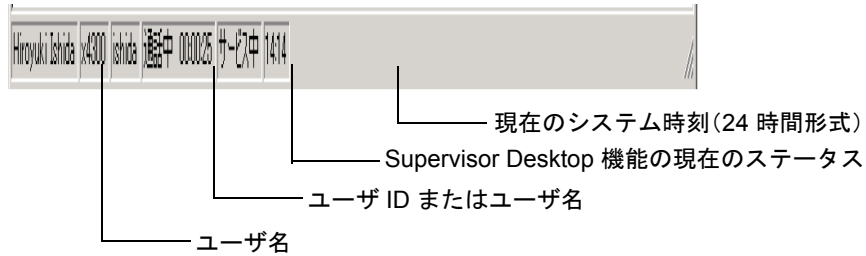 Hiroyuki Ishida x4300 ishida 通話中 00:00:25 サービス中 14:14
現在のシステム時刻(24 時間形式)
Supervisor Desktop 機能の現在のステータス
ユーザ ID またはユーザ名
ユーザ名